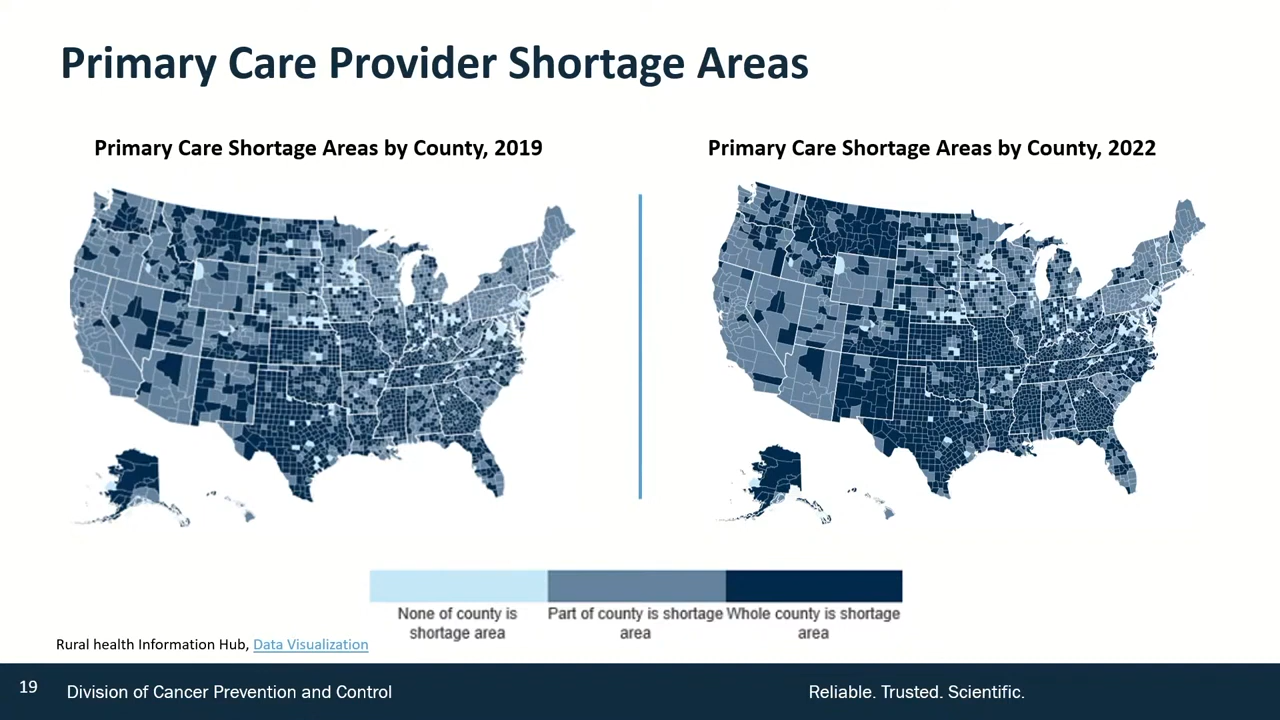 Primary Care Provider Shortage Areas
Primary Care Shortage Areas by County, 2019
Primary Care Shortage Areas by County, 2022
None of county is
shortage area
Part of county is shortage
area
Whole county is shortage
area
Rural health Information Hub, Data Visualization
19
Division of Cancer Prevention and Control
Reliable. Trusted. Scientific.